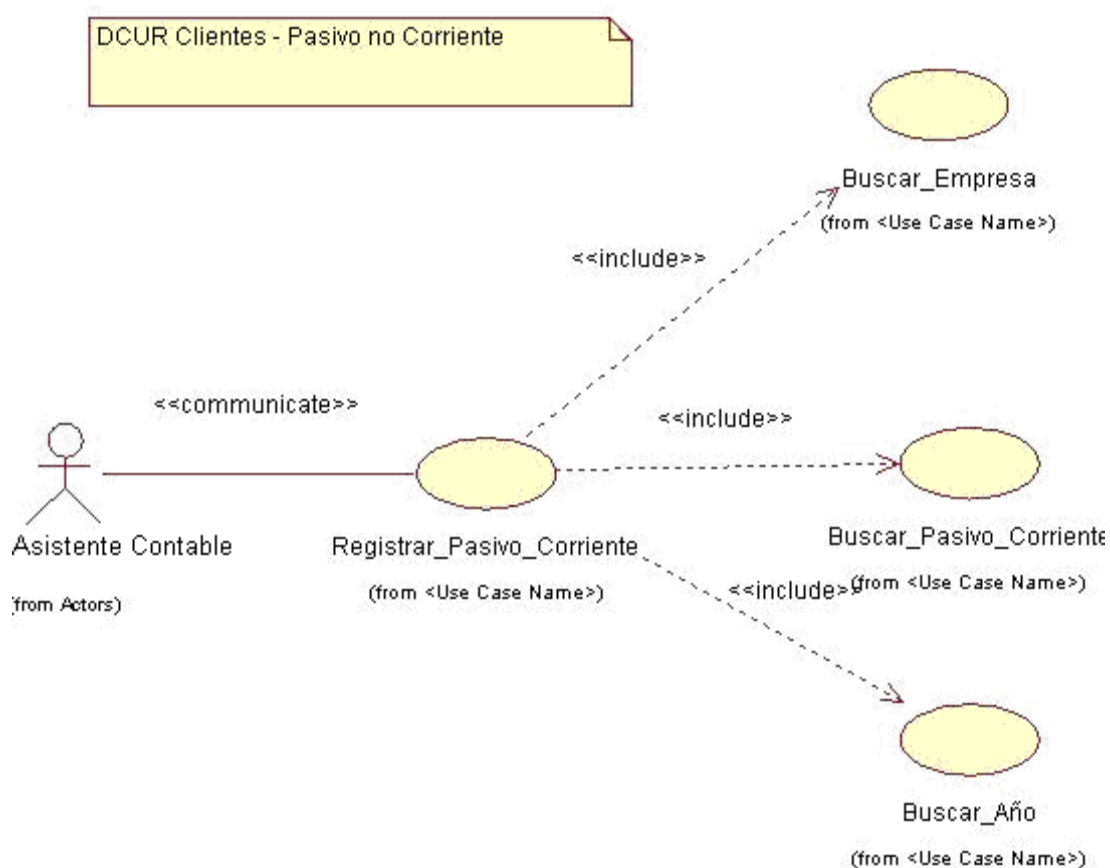 DCUR Clientes - Pasivo no Corriente
Buscar_Empresa
(from <Use Case Name>)
<<include>>
<<communicate>>
<<include>>
Asistente Contable
(from Actors)
Registrar_Pasivo_Corriente
(from <Use Case Name>)
Buscar_Pasivo_Corriente
(from <Use Case Name>)
<<include>>
Buscar_Año
(from <Use Case Name>)